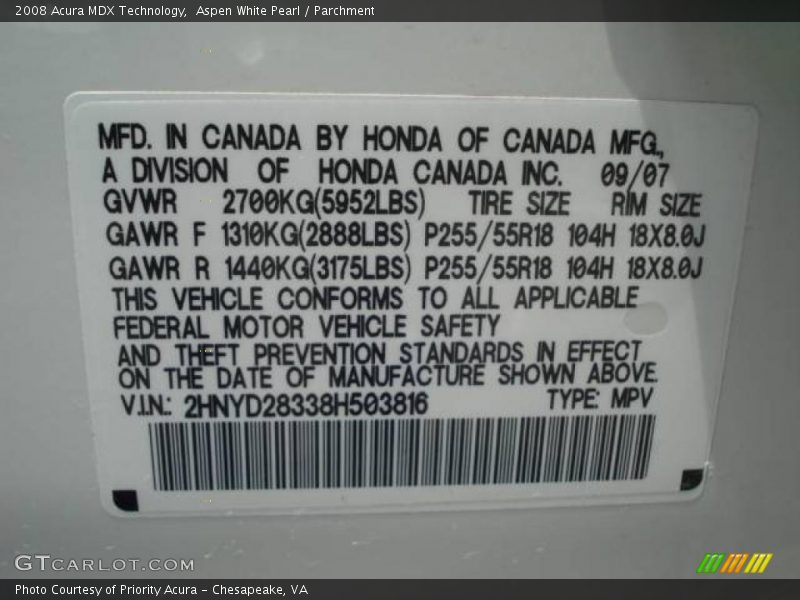 2008 Acura MDX Technology,  Aspen White Pearl / Parchment
MFD. IN CANADA BY HONDA OF CANADA MFG.,
A DIVISION OF HONDA CANADA INC. 09/07
GVWR 2700KG(5952LBS) TIRE SIZE RIM SIZE
GAWR F 1310KG(2888LBS) P255/55R18 104H 18X8.0J
GAWR R 1440KG(3175LBS) P255/55R18 104H 18X8.0J
THIS VEHICLE CONFORMS TO ALL APPLICABLE
FEDERAL MOTOR VEHICLE SAFETY
AND THEFT PREVENTION STANDARDS IN EFFECT
ON THE DATE OF MANUFACTURE SHOWN ABOVE.
V.I.N.: 2HNYD28338H503816 TYPE: MPV
GTCARLOT.COM
Photo Courtesy of Priority Acura – Chesapeake, VA